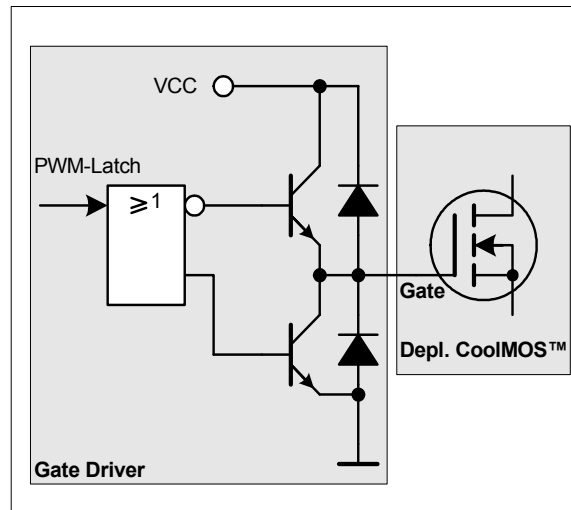 VCC
PWM-Latch
≥1
Gate
Depl. CoolMOS™
Gate Driver